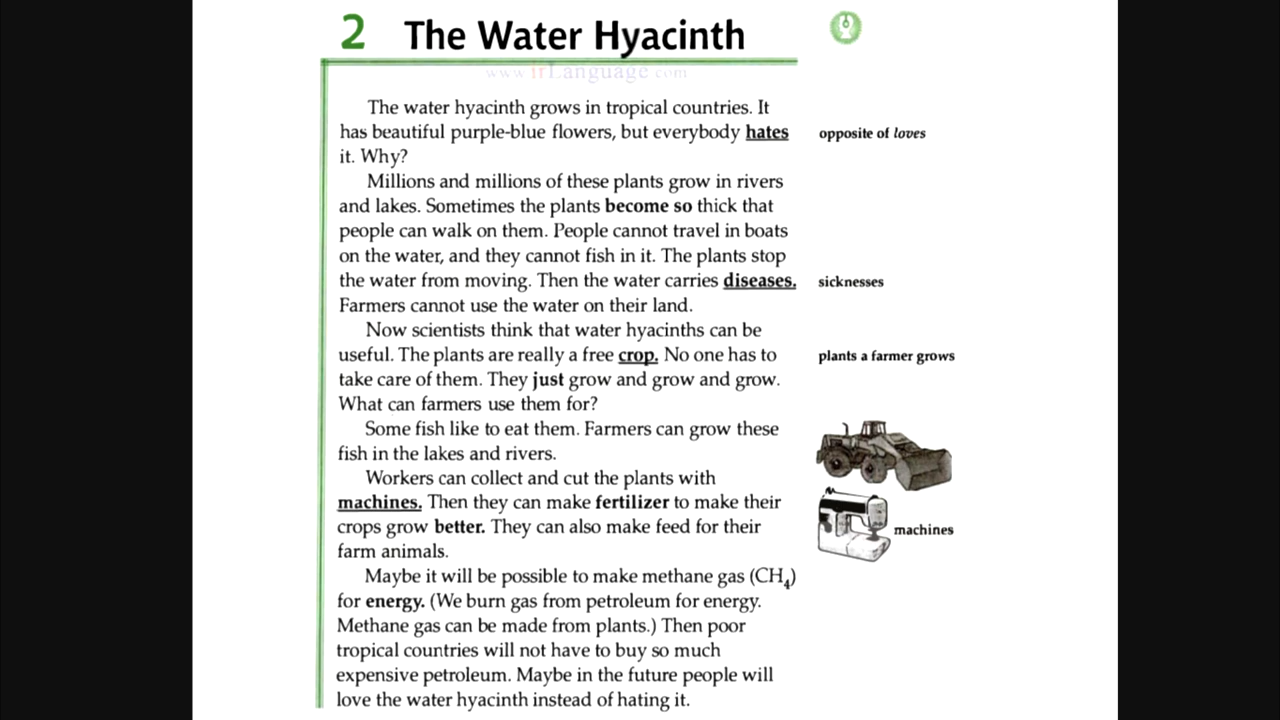 2 The Water Hyacinth
www.irLanguage.com
The water hyacinth grows in tropical countries. It
has beautiful purple-blue flowers, but everybody hates
opposite of loves
it. Why?
Millions and millions of these plants grow in rivers
and lakes. Sometimes the plants become so thick that
people can walk on them. People cannot travel in boats
on the water, and they cannot fish in it. The plants stop
the water from moving. Then the water carries diseases.
sicknesses
Farmers cannot use the water on their land.
Now scientists think that water hyacinths can be
useful. The plants are really a free crop. No one has to
plants a farmer grows
take care of them. They just grow and grow and grow.
What can farmers use them for?
Some fish like to eat them. Farmers can grow these
fish in the lakes and rivers.
Workers can collect and cut the plants with
machines. Then they can make fertilizer to make their
crops grow better. They can also make feed for their
machines
farm animals.
Maybe it will be possible to make methane gas (CH₄)
for energy. (We burn gas from petroleum for energy.
Methane gas can be made from plants.) Then poor
tropical countries will not have to buy so much
expensive petroleum. Maybe in the future people will
love the water hyacinth instead of hating it.